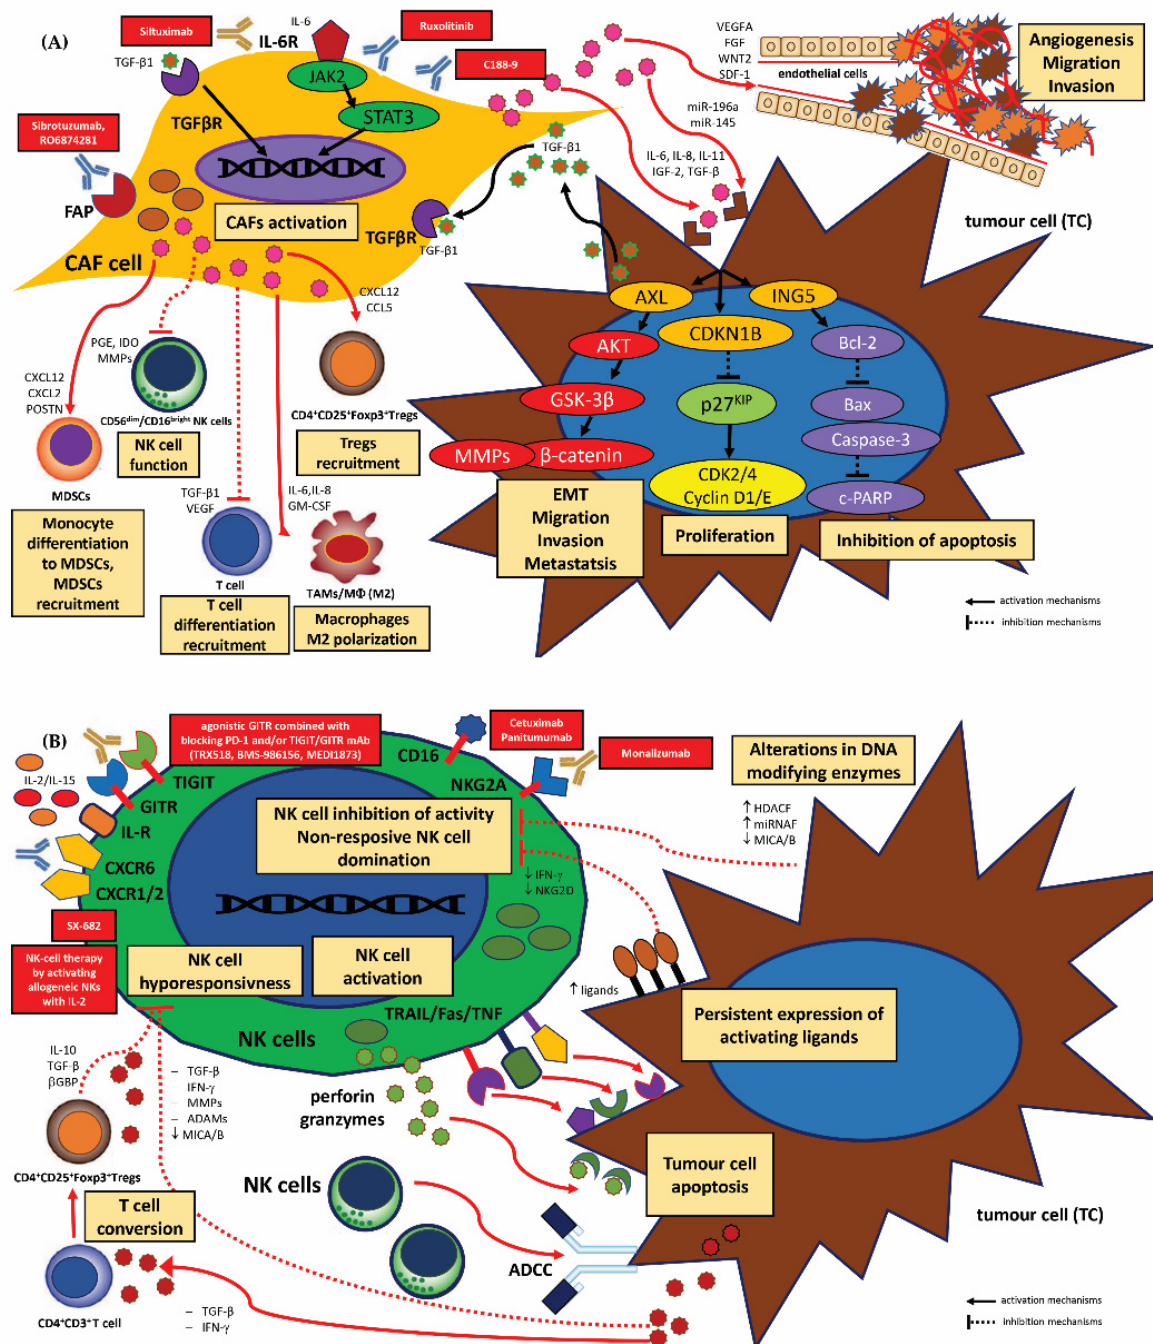 (A)
Siltuximab
IL-6
IL-6R
Ruxolitinib
TGF-β1
JAK2
C188-9
VEGFA
FGF
WNT2
SDF-1
endothelial cells
Angiogenesis
Migration
Invasion
miR-196a
miR-145
TGFβR
STAT3
Sibrotuzumab,
RO6874281
TGF-β1
IL-6, IL-8, IL-11
IGF-2, TGF-β
FAP
CAFs activation
TGFβR
TGF-β1
tumour cell (TC)
CAF cell
CXCL12
CCL5
AXL
ING5
CDKN1B
PGE, IDO
MMPs
AKT
Bcl-2
CXCL12
CXCL2
POSTN
CD56dim/CD16bright NK cells
CD4+CD25+Foxp3+Tregs
GSK-3β
p27KIP
Bax
NK cell
function
Tregs
recruitment
Caspase-3
MMPs
β-catenin
MDSCs
TGF-β1
VEGF
IL-6,IL-8
GM-CSF
CDK2/4
Cyclin D1/E
c-PARP
Monocyte
differentiation
to MDSCs,
MDSCs
recruitment
EMT
Migration
Invasion
Metastatsis
Proliferation
Inhibition of apoptosis
T cell
TAMs/MΦ (M2)
T cell
differentiation
recruitment
Macrophages
M2 polarization
activation mechanisms
inhibition mechanisms
(B)
agonistic GITR combined with
blocking PD-1 and/or TIGIT/GITR mAb
(TRX518, BMS-986156, MEDI1873)
Cetuximab
Panitumumab
Monalizumab
CD16
Alterations in DNA
modifying enzymes
TIGIT
NKG2A
IL-2/IL-15
GITR
IL-R
NK cell inhibition of activity
Non-resposive NK cell
domination
↑ HDACF
↑ miRNAF
↓ MICA/B
CXCR6
CXCR1/2
↓ IFN-γ
↓ NKG2D
SX-682
NK-cell therapy
by activating
allogeneic NKs
with IL-2
NK cell
hyporesponsivness
NK cell
activation
↑ ligands
TRAIL/Fas/TNF
Persistent expression of
activating ligands
NK cells
IL-10
TGF-β
βGBP
– TGF-β
IFN-γ
MMPs
– ADAMs
↓ MICA/B
perforin
granzymes
CD4+CD25+Foxp3+Tregs
NK cells
Tumour cell
apoptosis
T cell
conversion
tumour cell (TC)
ADCC
CD4+CD3+T cell
– TGF-β
– IFN-γ
activation mechanisms
inhibition mechanisms